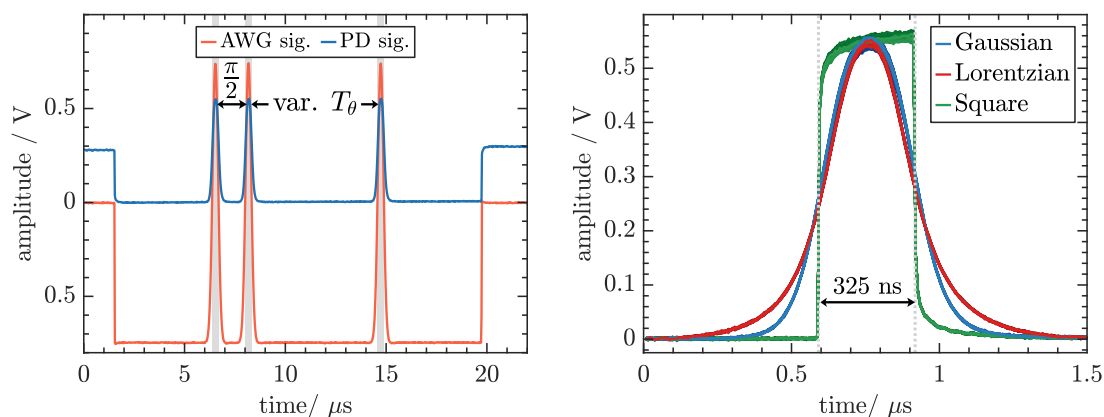 AWG sig. PD sig.
π
2
var. T_θ
0.5
0
0.5
amplitude / V
0 5 10 15 20
time/ μs
Gaussian
Lorentzian
Square
325 ns
0.5
0.4
0.3
0.2
0.1
0
amplitude / V
0 0.5 1 1.5
time/ μs